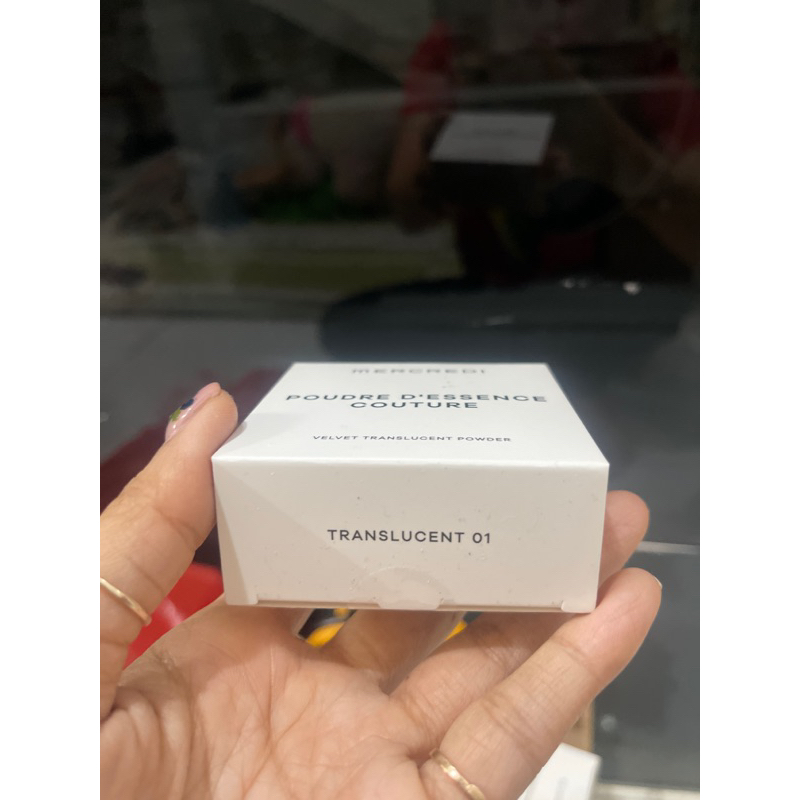 MERCREDI
POUDRE D'ESSENCE
COUTURE
VELVET TRANSLUCENT POWDER
TRANSLUCENT 01